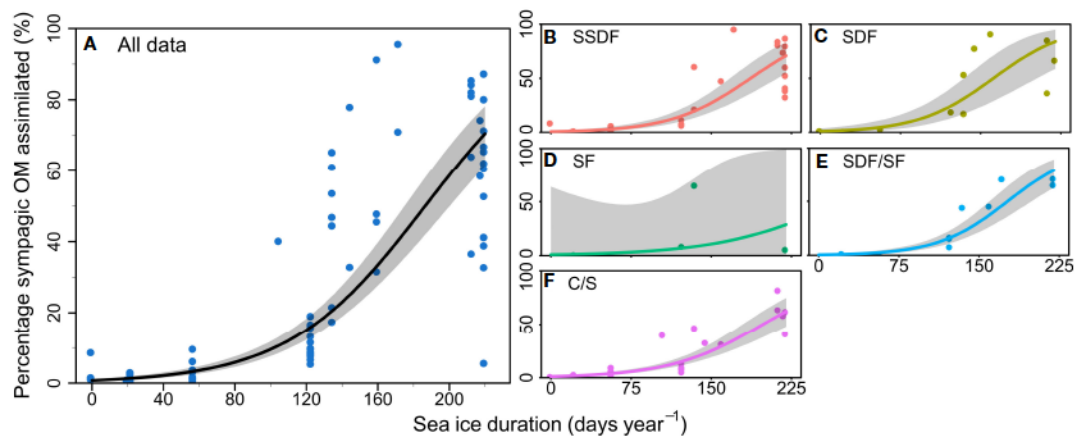 Percentage sympagic OM assimilated (%)
A All data
100
80
60
40
20
0
0 40 80 120 160 200
B SSDF
100
50
0
C SDF
D SF
100
50
0
E SDF/SF
0 75 150 225
F C/S
100
50
0
0 75 150 225
Sea ice duration (days year⁻¹)